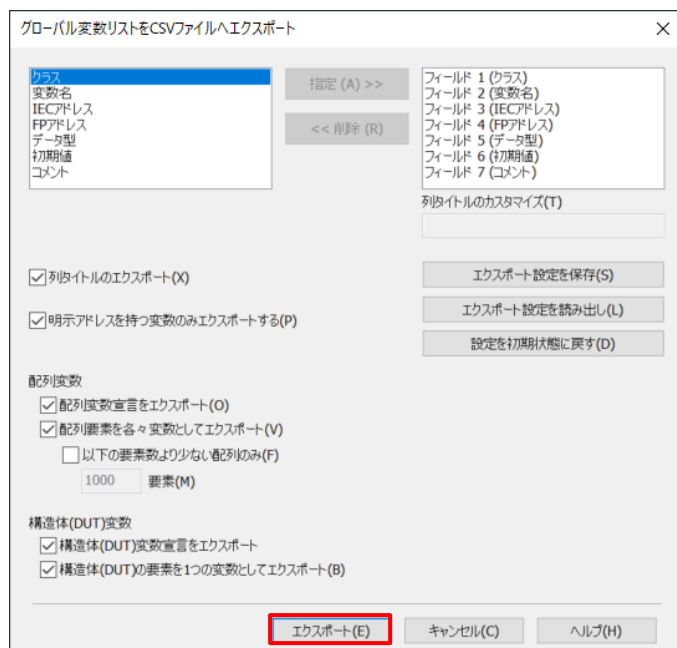 グローバル変数リストをCSVファイルへエクスポート
クラス
変数名
IECアドレス
FPアドレス
データ型
初期値
コメント
指定 (A) >>
<< 削除 (R)
フィールド 1 (クラス)
フィールド 2 (変数名)
フィールド 3 (IECアドレス)
フィールド 4 (FPアドレス)
フィールド 5 (データ型)
フィールド 6 (初期値)
フィールド 7 (コメント)
列タイトルのカスタマイズ(T)
列タイトルのエクスポート(X)
明示アドレスを持つ変数のみエクスポートする(P)
エクスポート設定を保存(S)
エクスポート設定を読み出し(L)
設定を初期状態に戻す(D)
配列変数
配列変数宣言をエクスポート(O)
配列要素を各々変数としてエクスポート(V)
以下の要素数より少ない配列のみ(F)
1000 要素(M)
構造体(DUT)変数
構造体(DUT)変数宣言をエクスポート
構造体(DUT)の要素を1つの変数としてエクスポート(B)
エクスポート(E) キャンセル(C) ヘルプ(H)